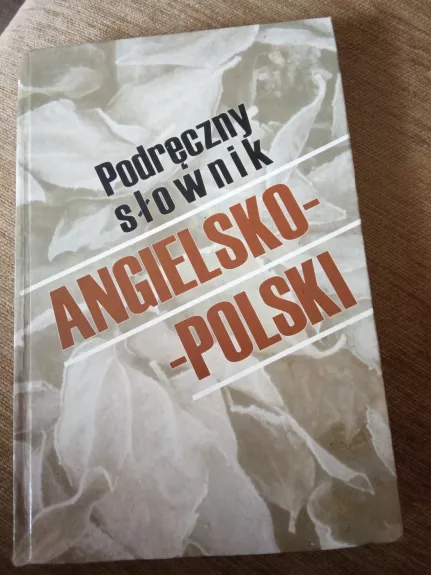 Podręczny
słownik
ANGIELSKO-
-POLSKI